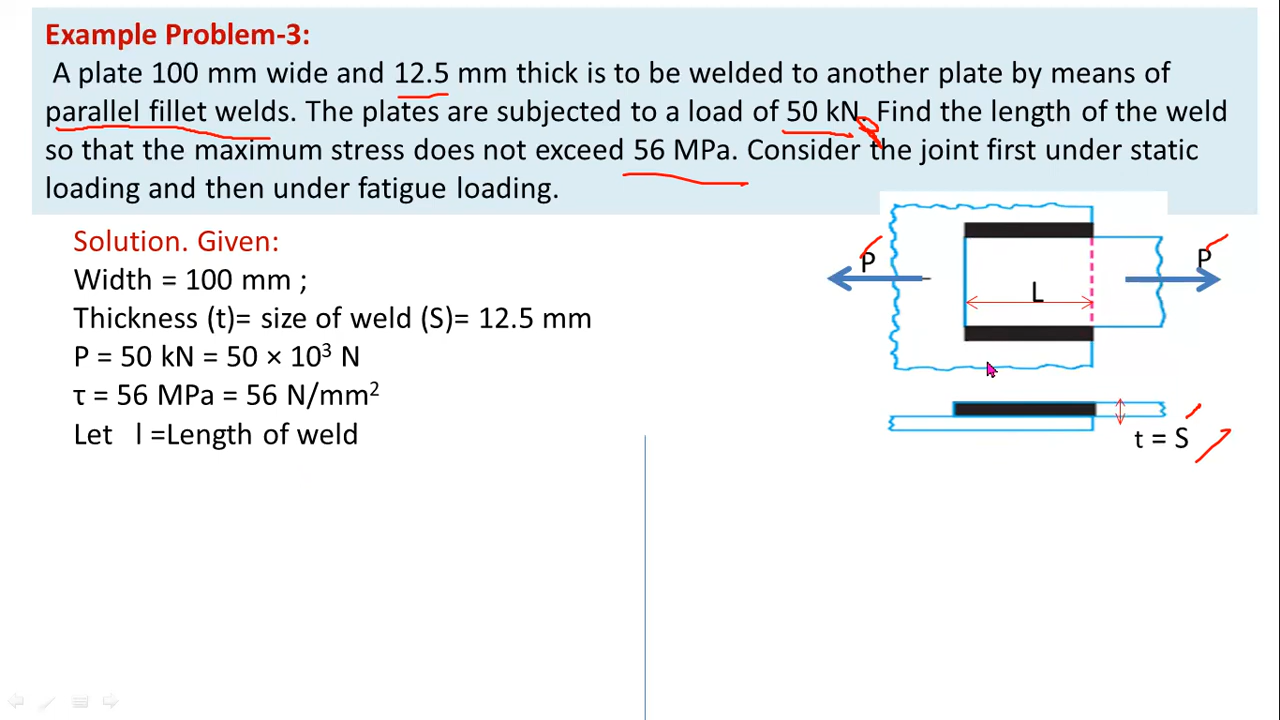 Example Problem-3:
A plate 100 mm wide and 12.5 mm thick is to be welded to another plate by means of
parallel fillet welds. The plates are subjected to a load of 50 kN. Find the length of the weld
so that the maximum stress does not exceed 56 MPa. Consider the joint first under static
loading and then under fatigue loading.
Solution. Given:
Width = 100 mm ;
Thickness (t)= size of weld (S)= 12.5 mm
P = 50 kN = 50 × 10³ N
τ = 56 MPa = 56 N/mm²
Let l =Length of weld
P
P
L
t = S